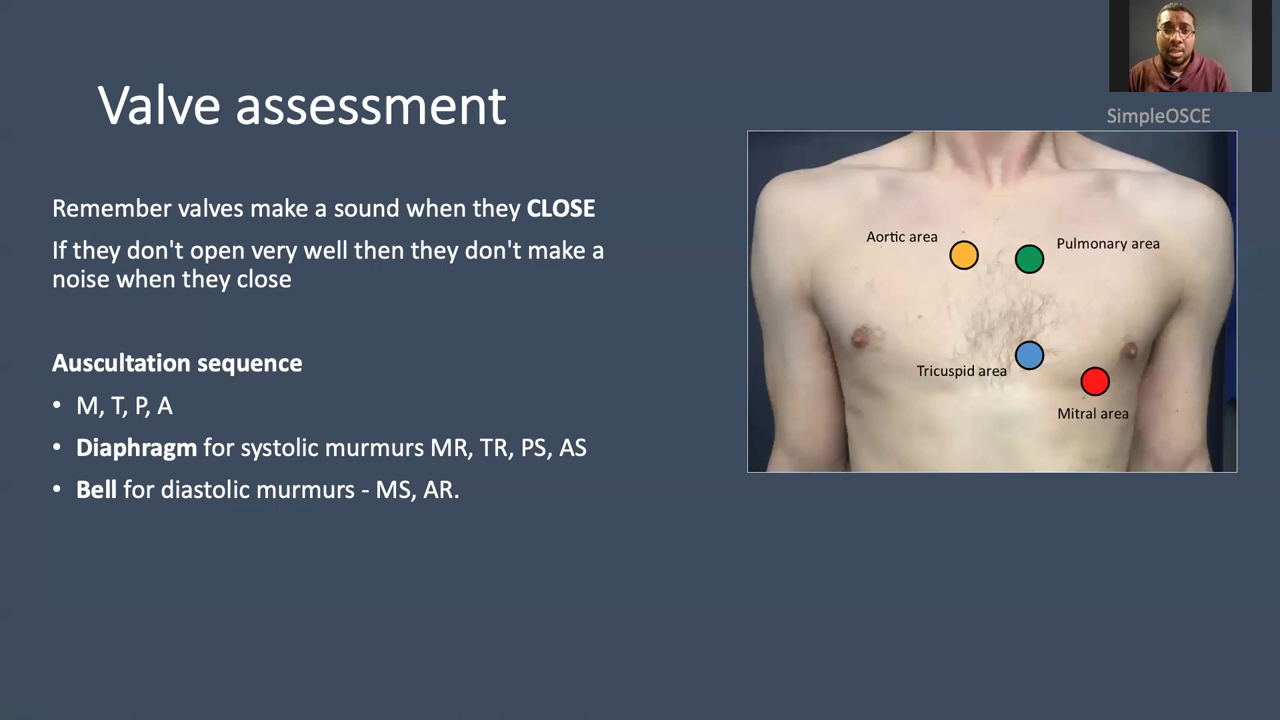 Valve assessment
SimpleOSCE
Remember valves make a sound when they CLOSE
If they don't open very well then they don't make a
noise when they close
Auscultation sequence
• M, T, P, A
• Diaphragm for systolic murmurs MR, TR, PS, AS
• Bell for diastolic murmurs - MS, AR.
Aortic area
Pulmonary area
Tricuspid area
Mitral area